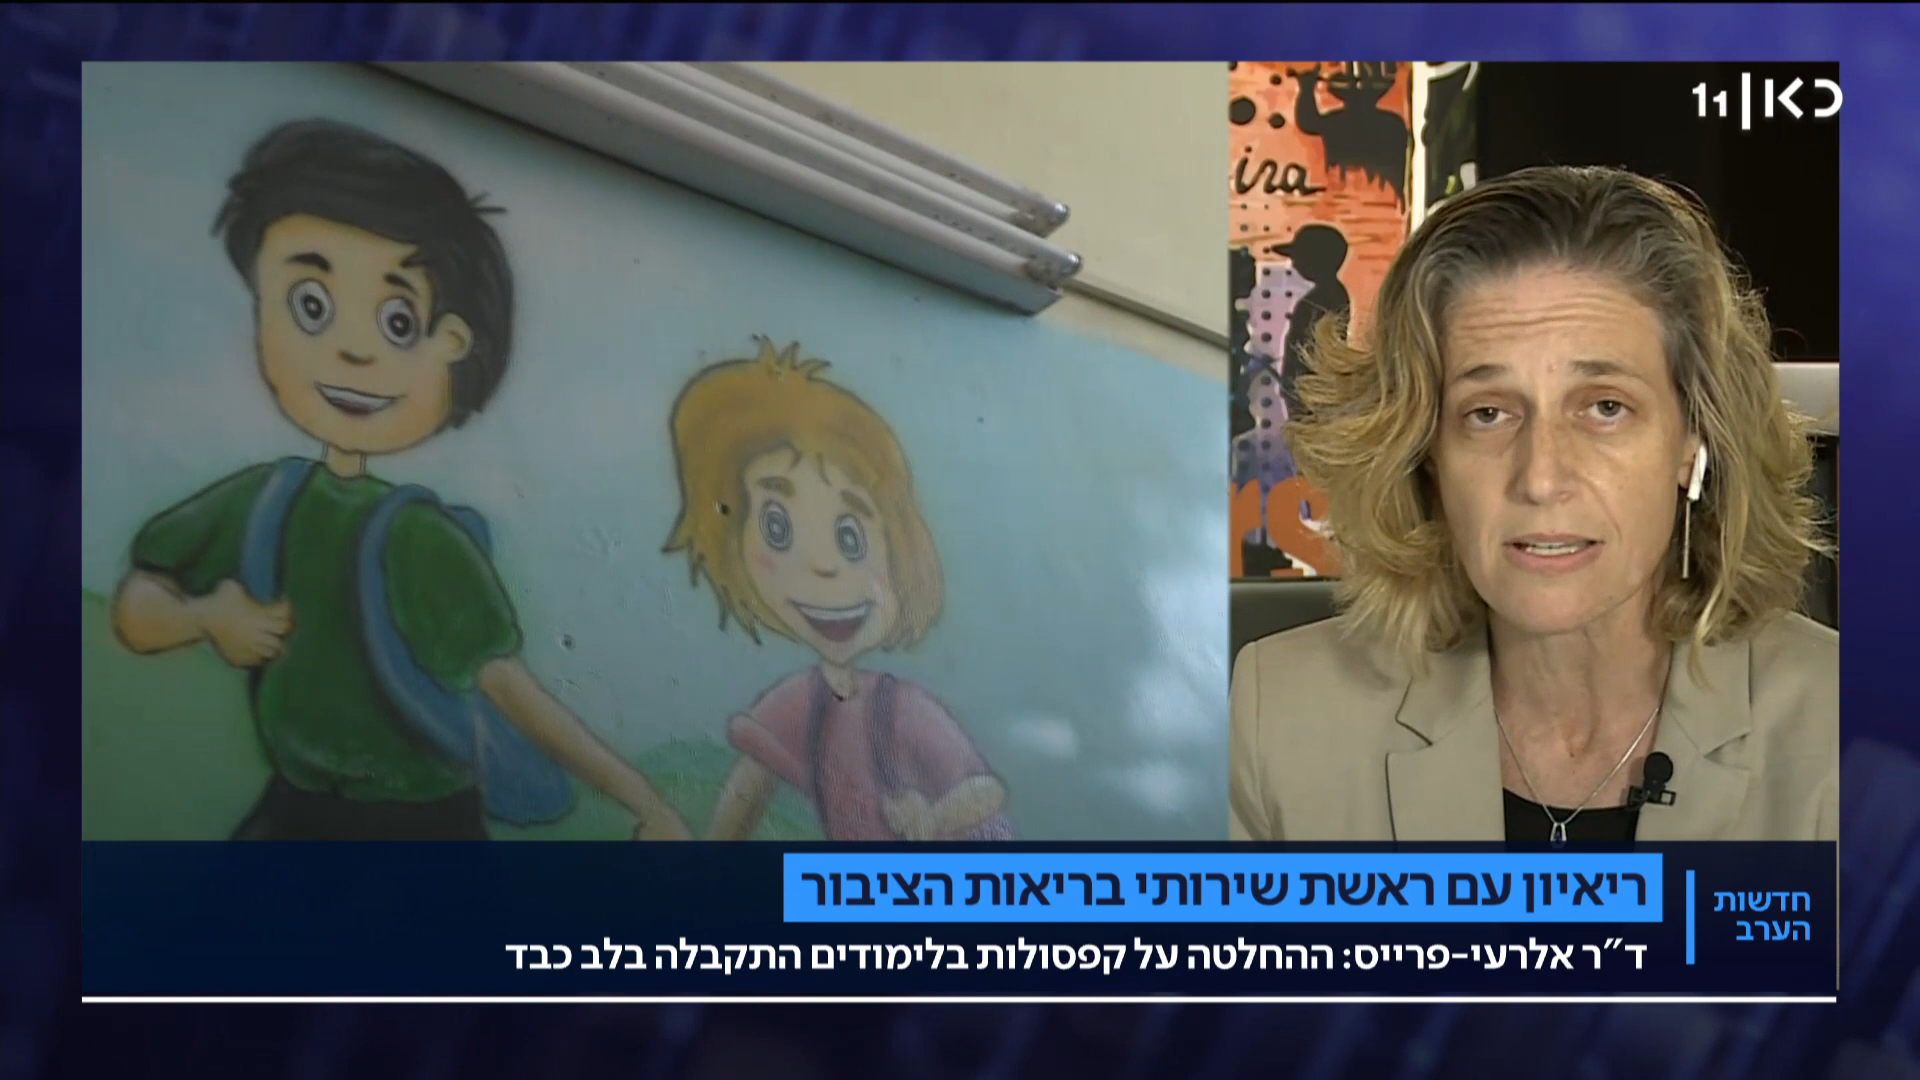 כאן 11
ira
ריאיון עם ראשת שירותי בריאות הציבור
ד״ר אלרעי-פרייס: ההחלטה על קפסולות בלימודים התקבלה בלב כבד
חדשות
הערב